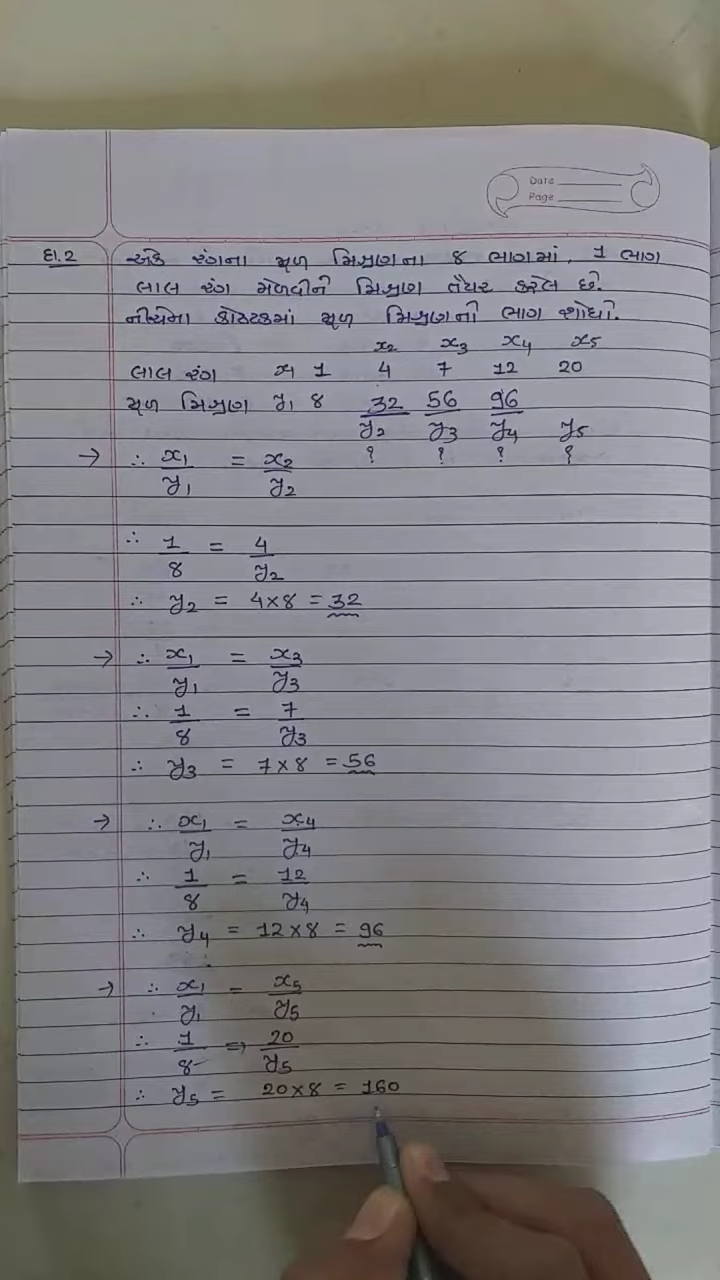 Date
Page
દા.2 એક રંગના મૂળ મિશ્રણના 8 ભાગમાં, 1 ભાગ
લાલ રંગ મેળવીને મિશ્રણ તૈયાર કરેલ છે.
નીચેના કોષ્ટકમાં મૂળ મિશ્રણનો ભાગ શોધો.
x2 x3 x4 x5
લાલ રંગ x1 1 4 7 12 20
મૂળ મિશ્રણ y1 8 32 56 96
y2 y3 y4 y5
? ? ? ?
→ ∴ x1/y1 = x2/y2
∴ 1/8 = 4/y2
∴ y2 = 4×8 = 32
→ ∴ x1/y1 = x3/y3
∴ 1/8 = 7/y3
∴ y3 = 7×8 = 56
→ ∴ x1/y1 = x4/y4
∴ 1/8 = 12/y4
∴ y4 = 12×8 = 96
→ ∴ x1/y1 = x5/y5
∴ 1/8 ⇒ 20/y5
∴ y5 = 20×8 = 160